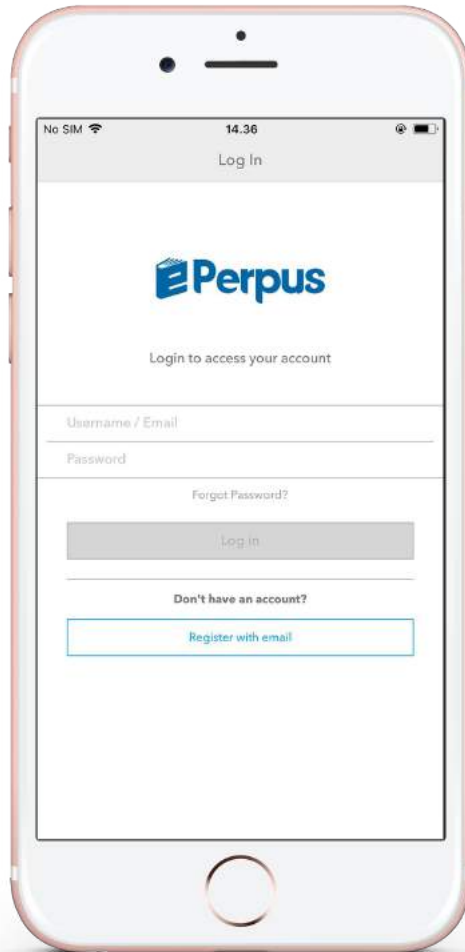 No SIM 14.36
Log In
ePerpus
Login to access your account
Username / Email
Password
Forgot Password?
Log in
Don't have an account?
Register with email